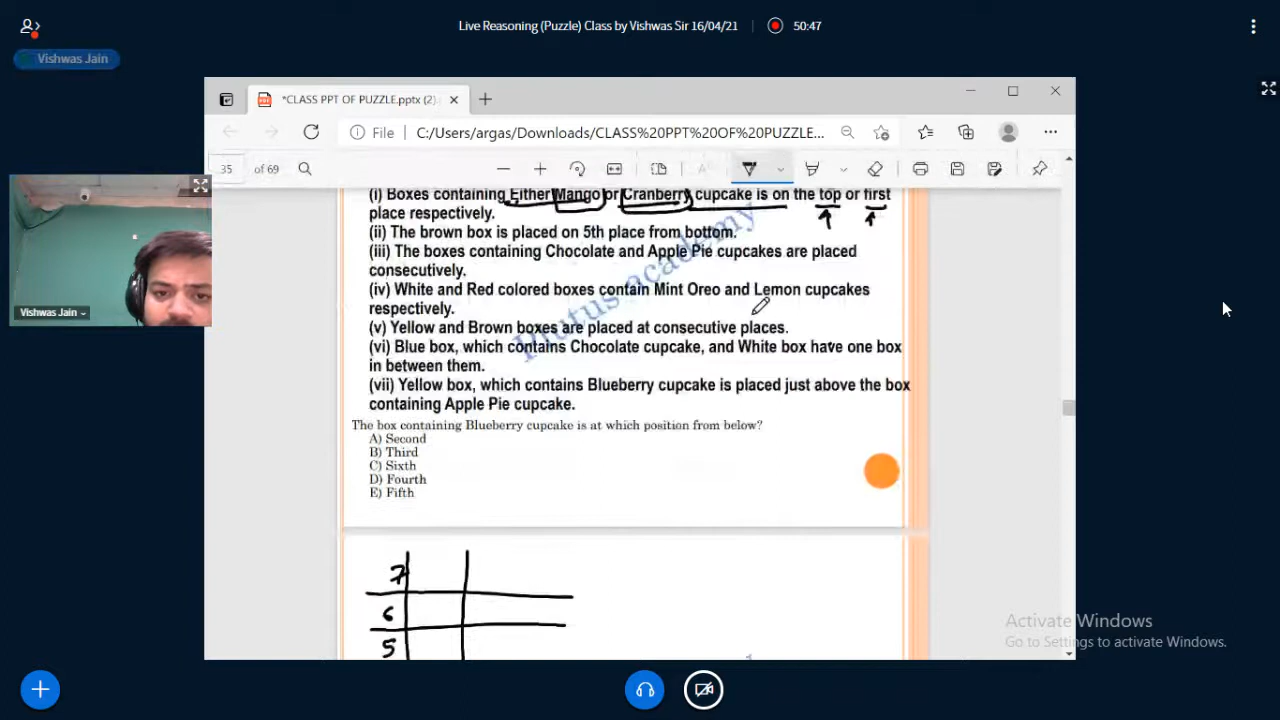 Live Reasoning (Puzzle) Class by Vishwas Sir 16/04/21
50:47
Vishwas Jain
*CLASS PPT OF PUZZLE.pptx (2)
File
C:/Users/argas/Downloads/CLASS%20PPT%20OF%20PUZZLE...
35 of 69
(i) Boxes containing Either Mango or Cranberry cupcake is on the top or first
place respectively.
(ii) The brown box is placed on 5th place from bottom.
(iii) The boxes containing Chocolate and Apple Pie cupcakes are placed
consecutively.
(iv) White and Red colored boxes contain Mint Oreo and Lemon cupcakes
respectively.
(v) Yellow and Brown boxes are placed at consecutive places.
(vi) Blue box, which contains Chocolate cupcake, and White box have one box
in between them.
(vii) Yellow box, which contains Blueberry cupcake is placed just above the box
containing Apple Pie cupcake.
Plutus academy
The box containing Blueberry cupcake is at which position from below?
A) Second
B) Third
C) Sixth
D) Fourth
E) Fifth
7
6
5
Vishwas Jain
Activate Windows
Go to Settings to activate Windows.